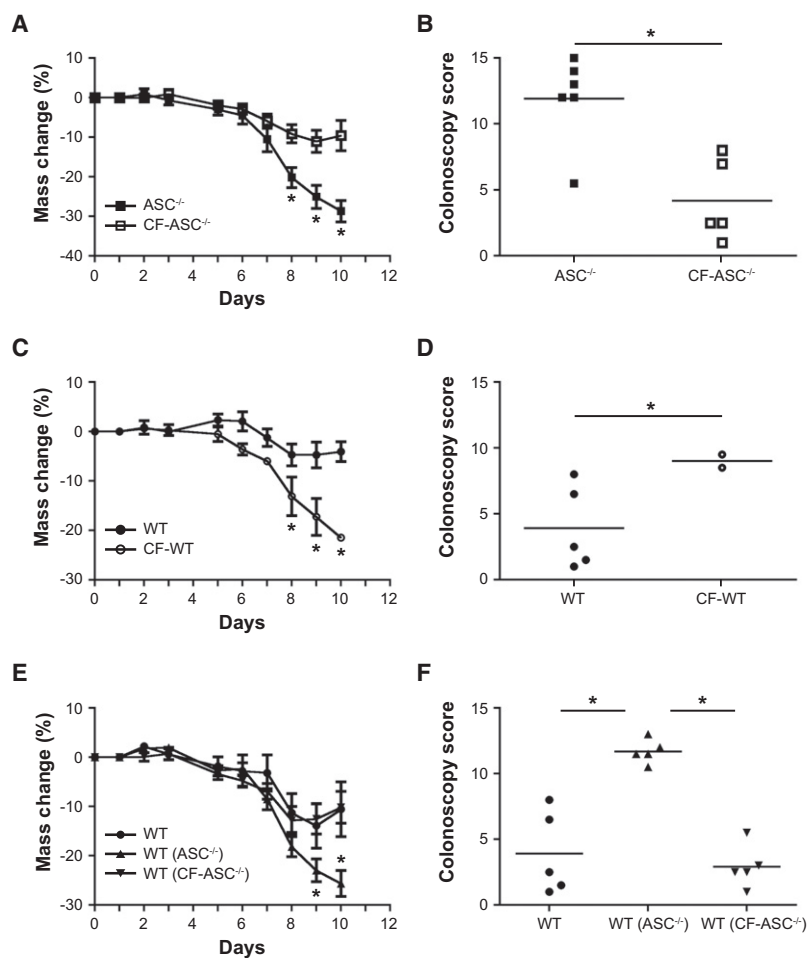 A
Mass change (%)
10
0
-10
-20
-30
-40
ASC-/-
CF-ASC-/-
* * *
0 2 4 6 8 10 12
Days
B
*
Colonoscopy score
15
10
5
0
ASC-/- CF-ASC-/-
C
Mass change (%)
10
0
-10
-20
-30
WT
CF-WT
* * *
0 2 4 6 8 10 12
Days
D
*
Colonoscopy score
15
10
5
0
WT CF-WT
E
Mass change (%)
10
0
-10
-20
-30
WT
WT (ASC-/-)
WT (CF-ASC-/-)
* *
0 2 4 6 8 10 12
Days
F
* *
Colonoscopy score
15
10
5
0
WT WT (ASC-/-) WT (CF-ASC-/-)